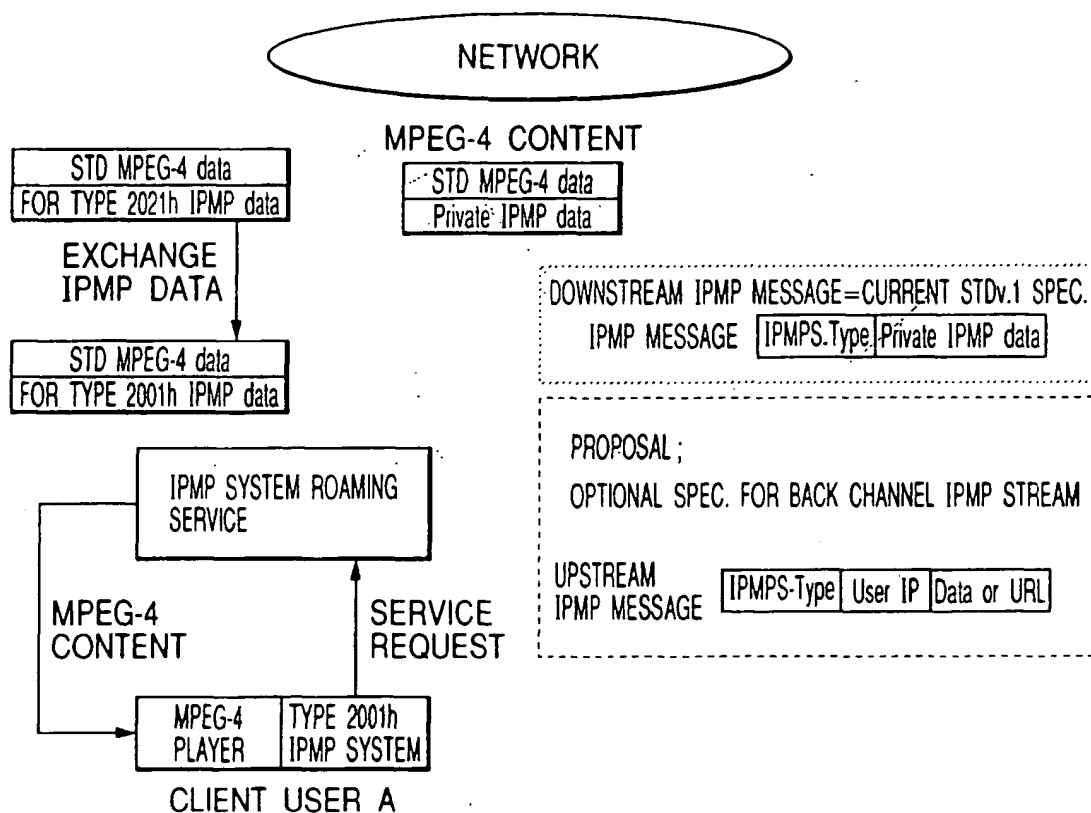 NETWORK
MPEG-4 CONTENT
STD MPEG-4 data
Private IPMP data
STD MPEG-4 data
FOR TYPE 2021h IPMP data
EXCHANGE
IPMP DATA
STD MPEG-4 data
FOR TYPE 2001h IPMP data
DOWNSTREAM IPMP MESSAGE=CURRENT STDv.1 SPEC.
IPMP MESSAGE IPMPS-Type Private IPMP data
PROPOSAL ;
OPTIONAL SPEC. FOR BACK CHANNEL IPMP STREAM
UPSTREAM
IPMP MESSAGE IPMPS-Type User IP Data or URL
IPMP SYSTEM ROAMING
SERVICE
MPEG-4
CONTENT
SERVICE
REQUEST
MPEG-4
PLAYER
TYPE 2001h
IPMP SYSTEM
CLIENT USER A